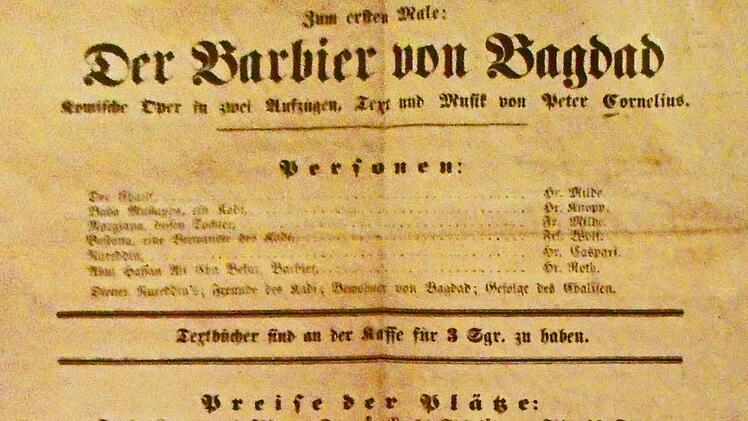 Zum ersten Male:
Der Barbier von Bagdad
Komische Oper in zwei Aufzügen, Text und Musik von Peter Cornelius.
Personen:
Der Chalif, Hr. Milde.
Baba Mustapha, ein Kadi, Hr. Knopp.
Margiana, dessen Tochter, Fr. Milde.
Bostana, eine Verwandte des Kadi, Frl. Wolf.
Nureddin, Hr. Caspari.
Abul Hassan Ali Ebn Bekar, Barbier, Hr. Roth.
Diener Nureddin's; Freunde des Kadi; Bewohner von Bagdad; Gefolge des Chalifen.
Textbücher sind an der Kasse für 3 Sgr. zu haben.
Preise der Plätze: